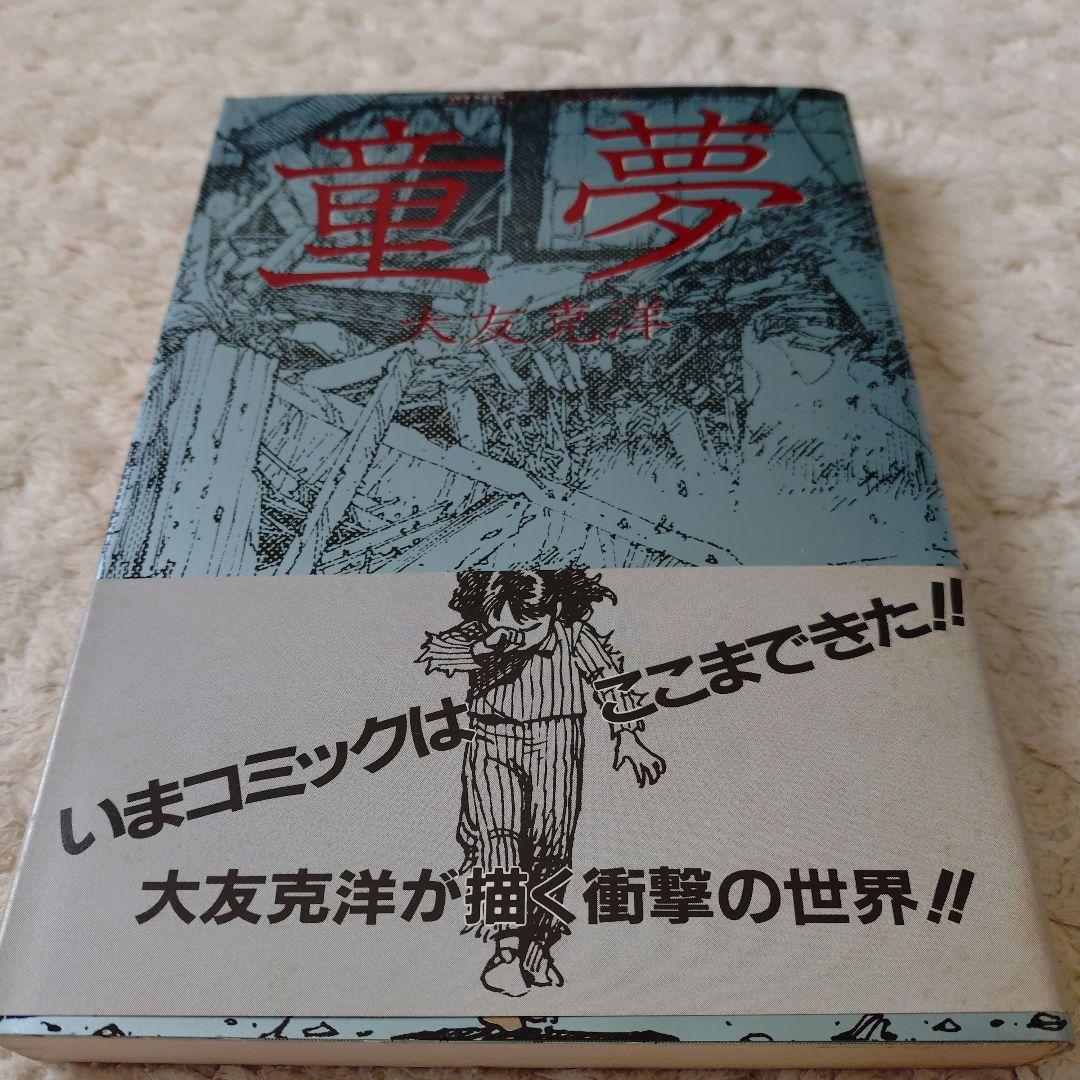 童夢
大友克洋
いまコミックは
ここまできた!!
大友克洋が描く衝撃の世界!!